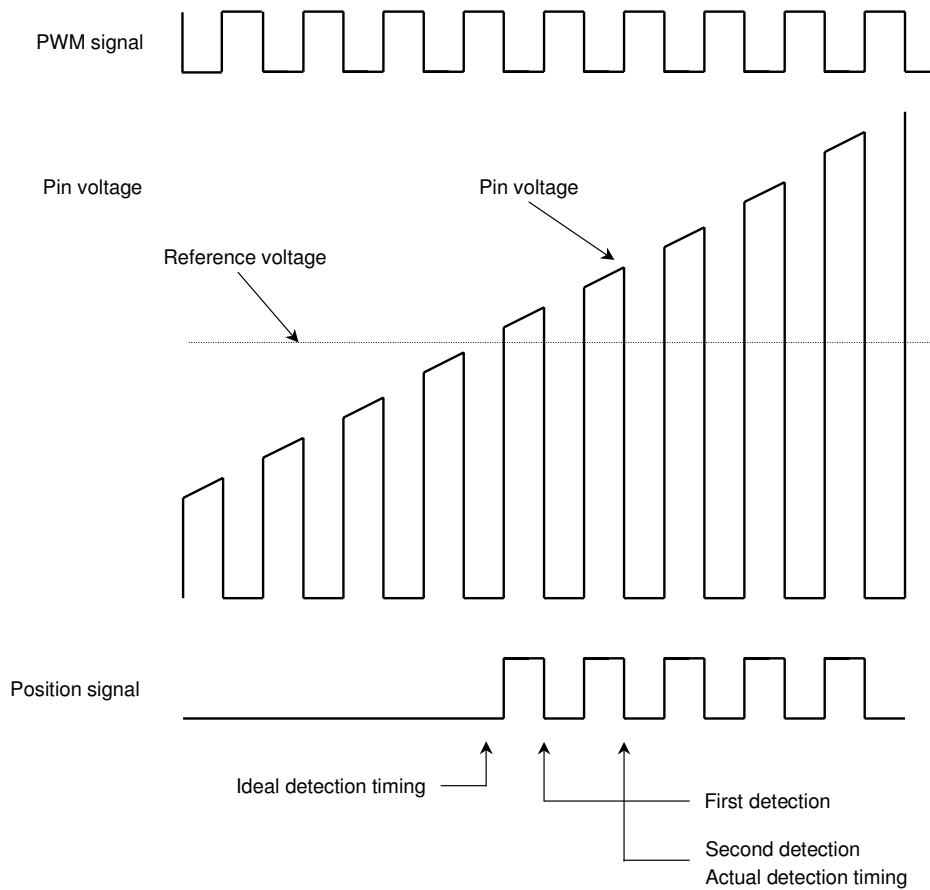 PWM signal
Pin voltage
Pin voltage
Reference voltage
Position signal
Ideal detection timing
First detection
Second detection
Actual detection timing